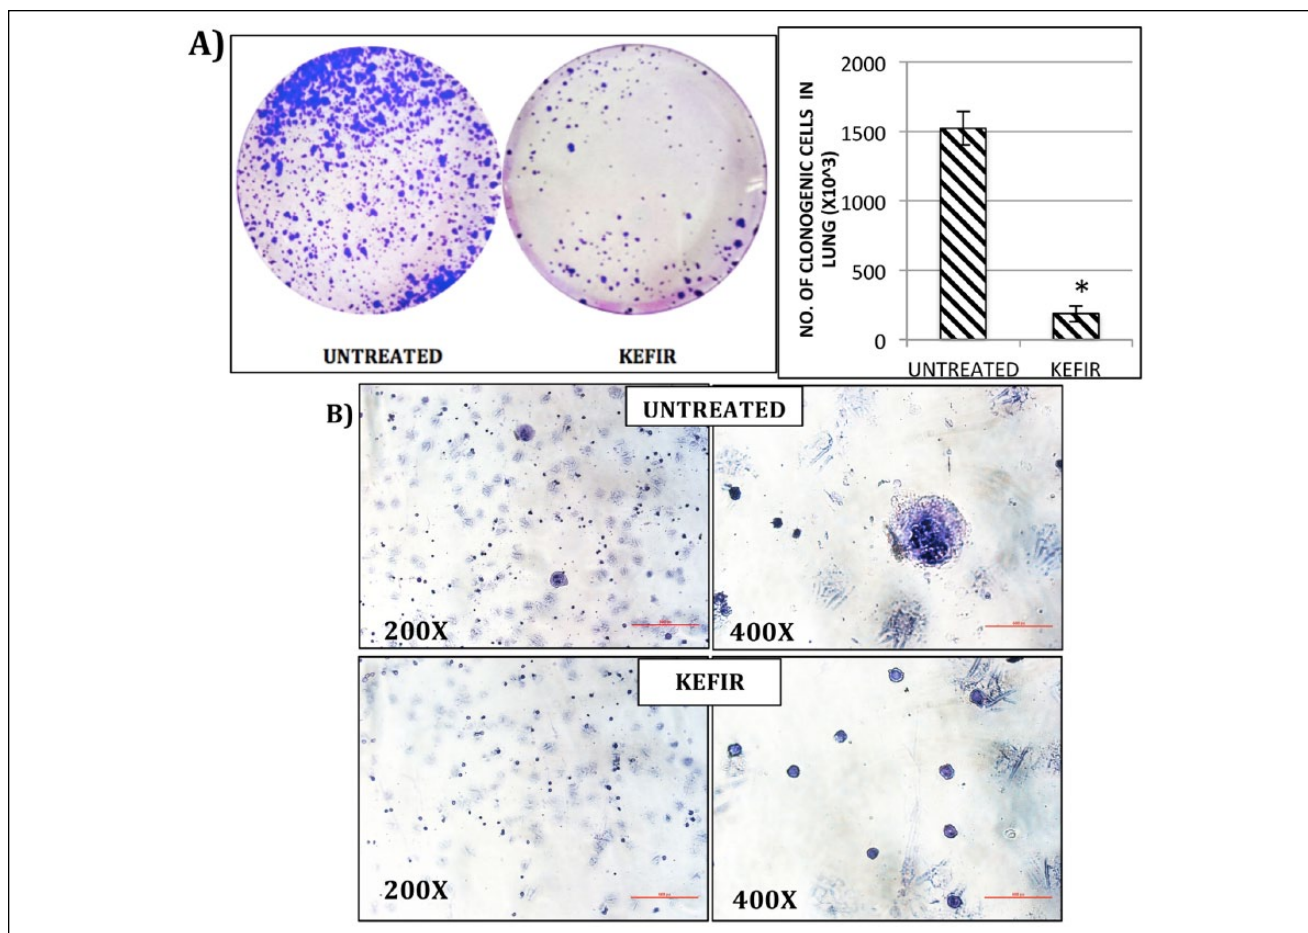 A)
UNTREATED
KEFIR
NO. OF CLONOGENIC CELLS IN
LUNG (X10^3)
2000
1500
1000
500
0
*
UNTREATED
KEFIR
B)
UNTREATED
200X
400X
KEFIR
200X
400X